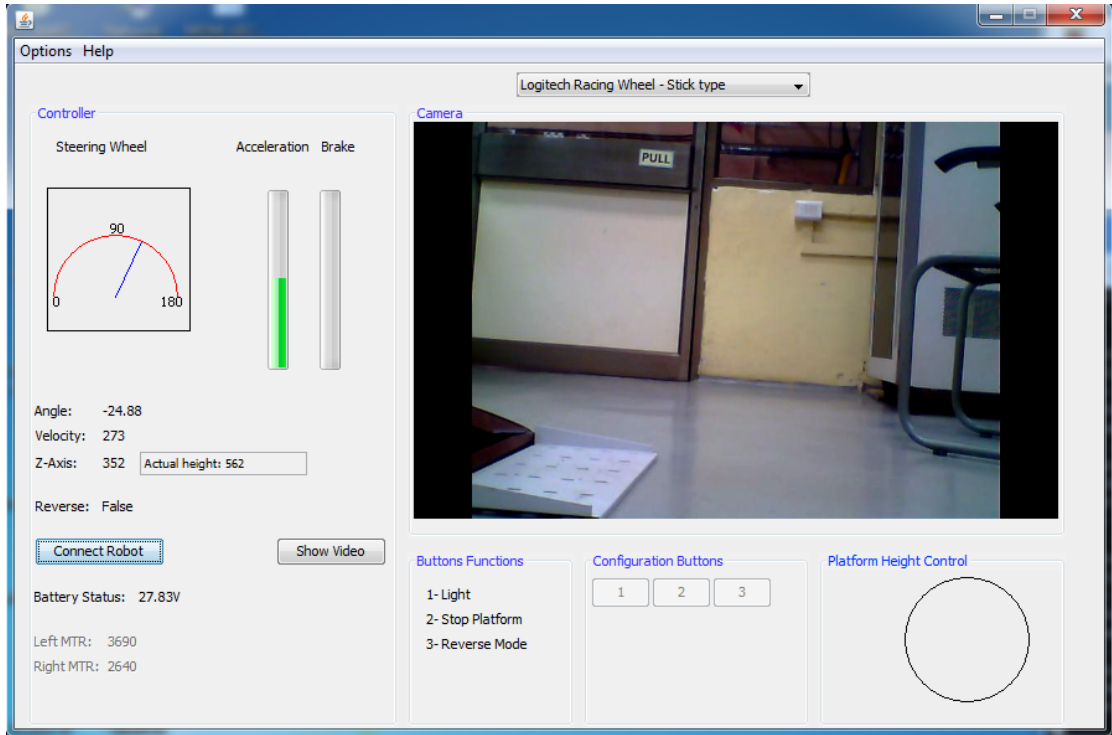 Options Help
Logitech Racing Wheel - Stick type
Controller
Steering Wheel
Acceleration Brake
90
0
180
Angle: -24.88
Velocity: 273
Z-Axis: 352
Actual height: 562
Reverse: False
Connect Robot
Show Video
Battery Status: 27.83V
Left MTR: 3690
Right MTR: 2640
Camera
PULL
Buttons Functions
1- Light
2- Stop Platform
3- Reverse Mode
Configuration Buttons
1 2 3
Platform Height Control